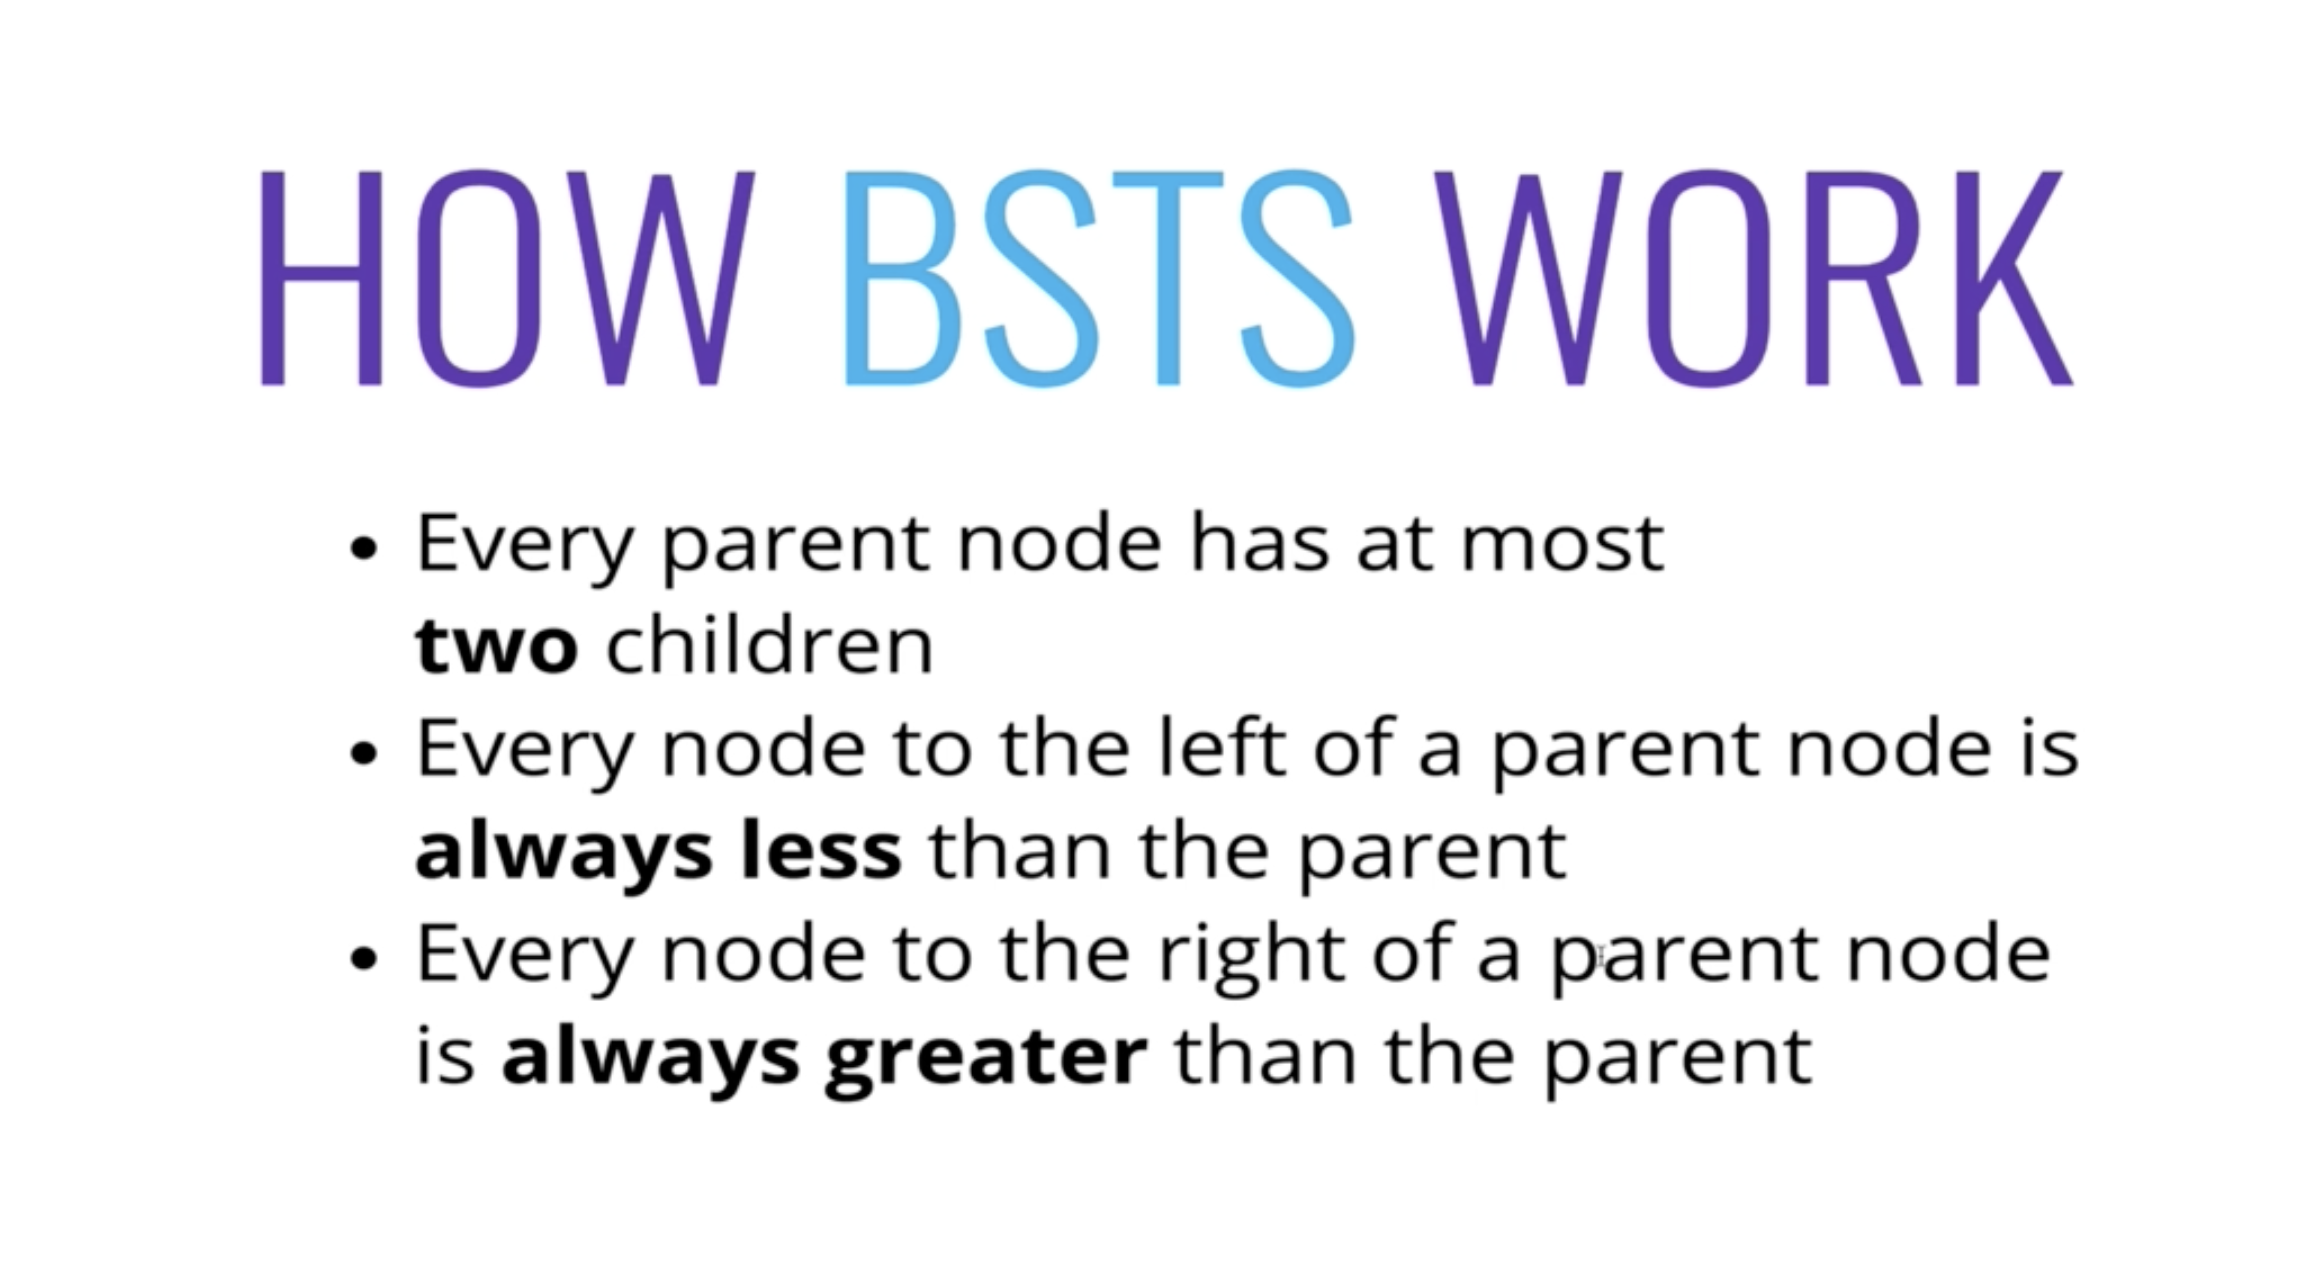 HOW BSTS WORK
• Every parent node has at most
two children
• Every node to the left of a parent node is
always less than the parent
• Every node to the right of a parent node
is always greater than the parent